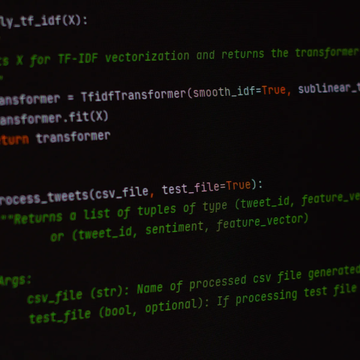 ly_tf_idf(X):
ts X for TF-IDF vectorization and returns the transformer
"
ansformer = TfidfTransformer(smooth_idf=True, sublinear_t
ansformer.fit(X)
turn transformer
rocess_tweets(csv_file, test_file=True):
""Returns a list of tuples of type (tweet_id, feature_ve
or (tweet_id, sentiment, feature_vector)
Args:
csv_file (str): Name of processed csv file generated
test_file (bool, optional): If processing test file